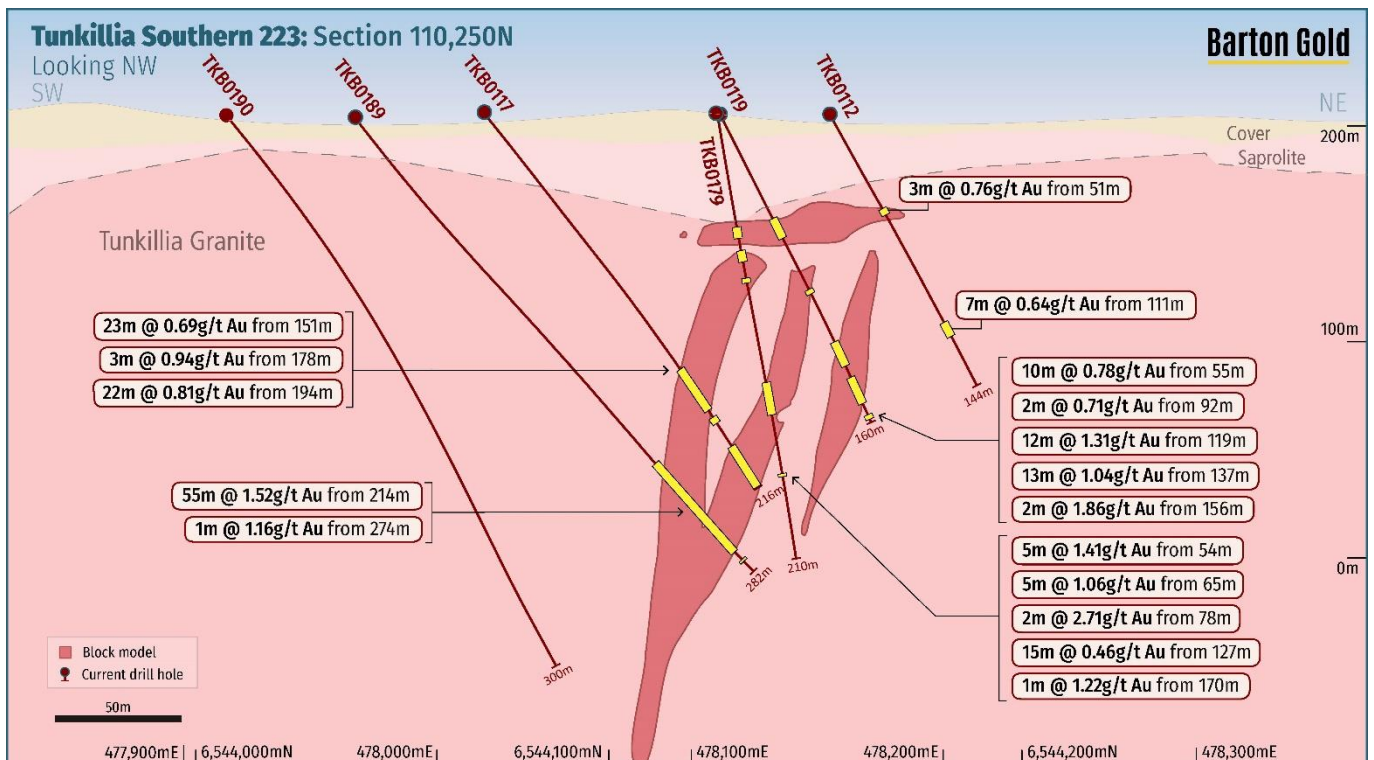 Tunkillia Southern 223: Section 110,250N
Looking NW
SW
Barton Gold
TKB0190
TKB0189
TKB0117
TKB0119
TKB0112
TKB0179
NE
200m
Cover
Saprolite
3m @ 0.76g/t Au from 51m
Tunkillia Granite
7m @ 0.64g/t Au from 111m
100m
23m @ 0.69g/t Au from 151m
3m @ 0.94g/t Au from 178m
22m @ 0.81g/t Au from 194m
144m
160m
10m @ 0.78g/t Au from 55m
2m @ 0.71g/t Au from 92m
12m @ 1.31g/t Au from 119m
13m @ 1.04g/t Au from 137m
2m @ 1.86g/t Au from 156m
55m @ 1.52g/t Au from 214m
1m @ 1.16g/t Au from 274m
216m
210m
282m
300m
0m
5m @ 1.41g/t Au from 54m
5m @ 1.06g/t Au from 65m
2m @ 2.71g/t Au from 78m
15m @ 0.46g/t Au from 127m
1m @ 1.22g/t Au from 170m
Block model
Current drill hole
50m
477,900mE
6,544,000mN
478,000mE
6,544,100mN
478,100mE
478,200mE
6,544,200mN
478,300mE